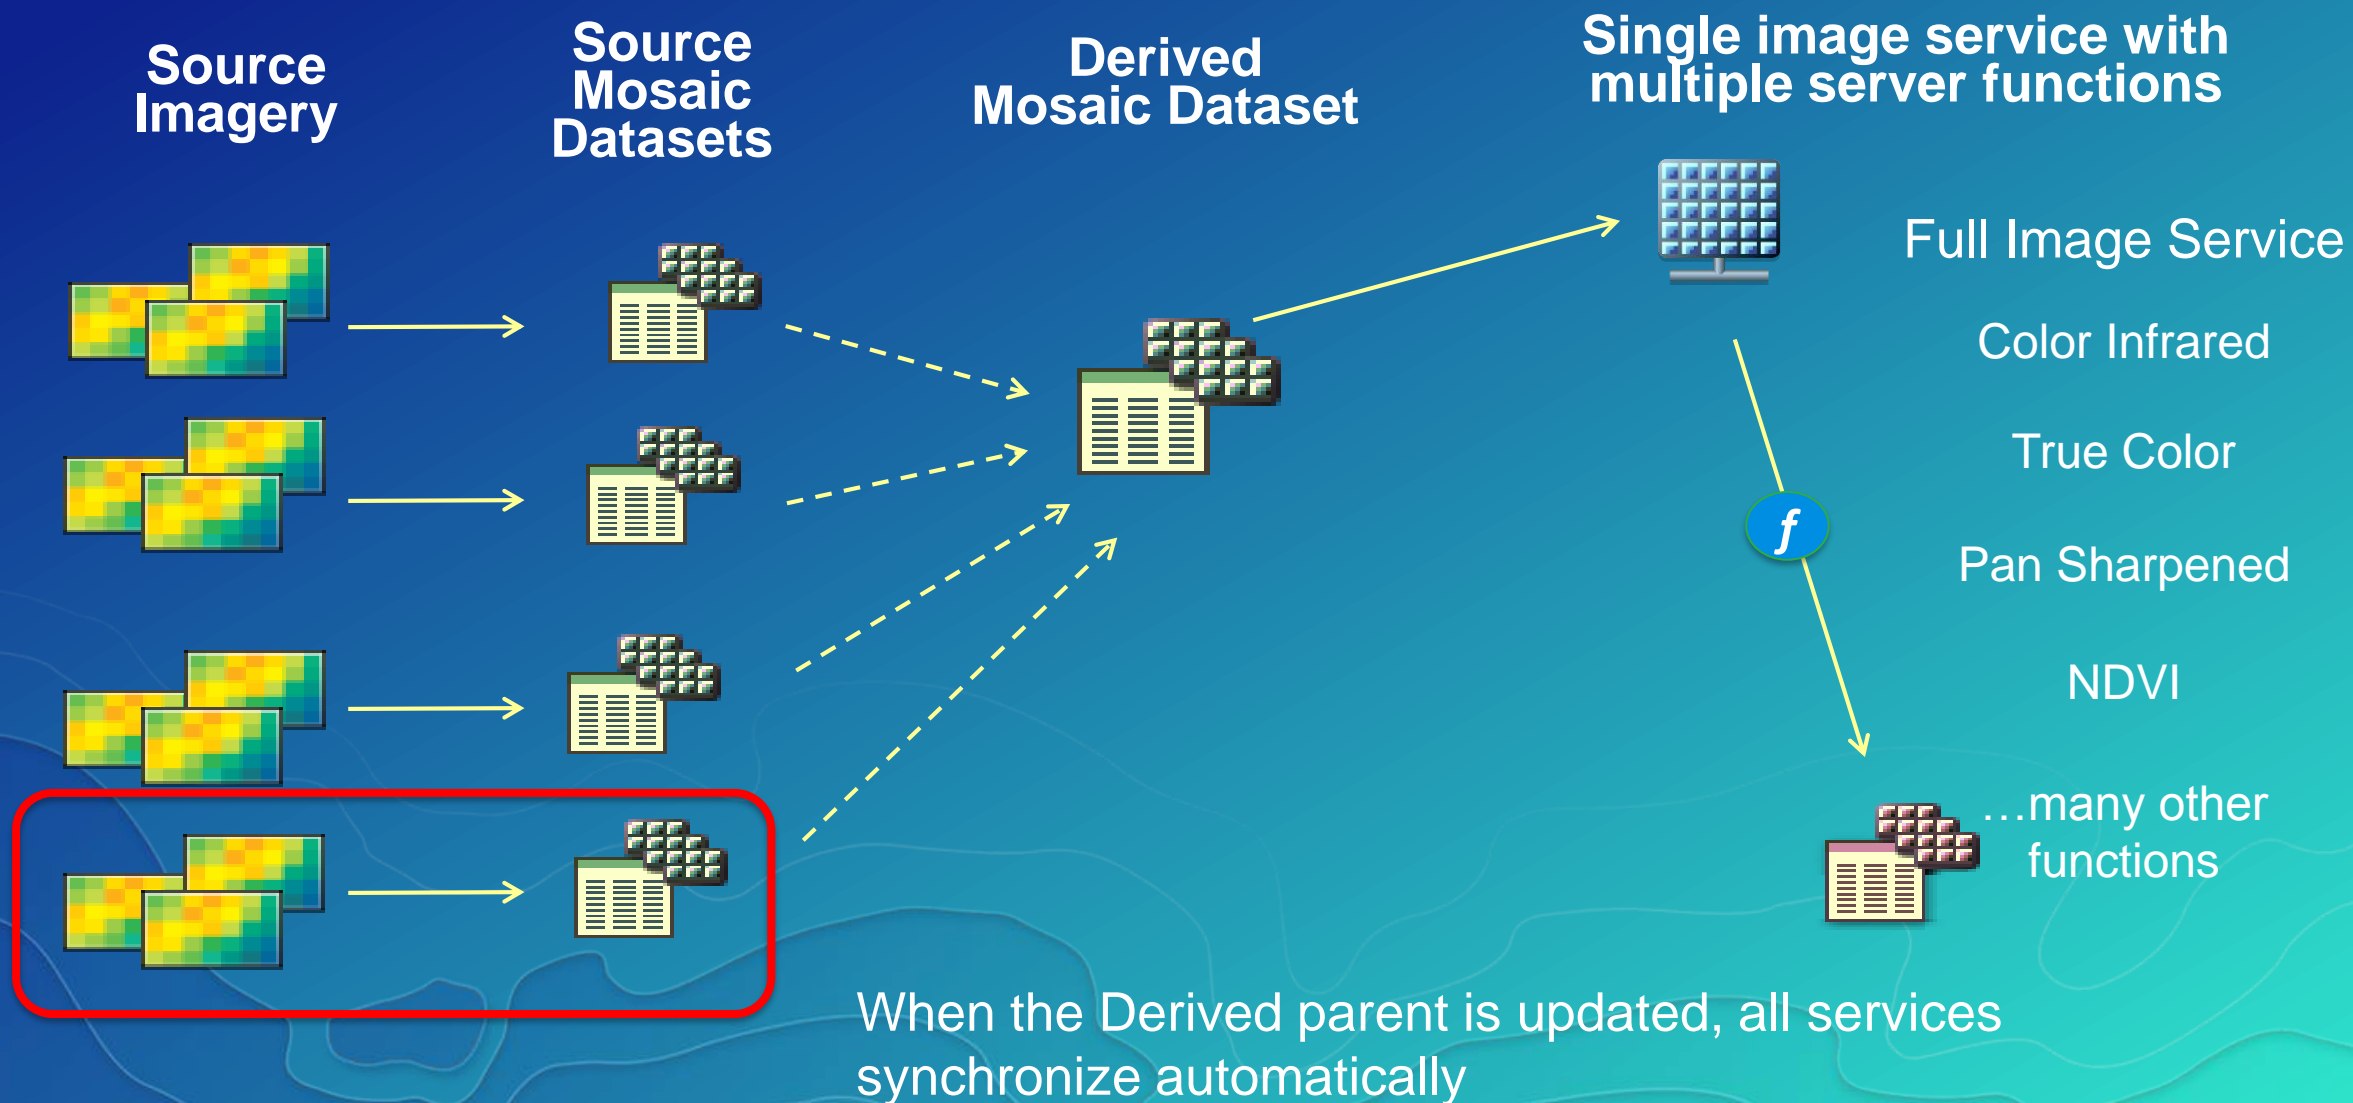 Source
Imagery
Source
Mosaic
Datasets
Derived
Mosaic Dataset
Single image service with
multiple server functions
Full Image Service
Color Infrared
True Color
f
Pan Sharpened
NDVI
...many other
functions
When the Derived parent is updated, all services
synchronize automatically